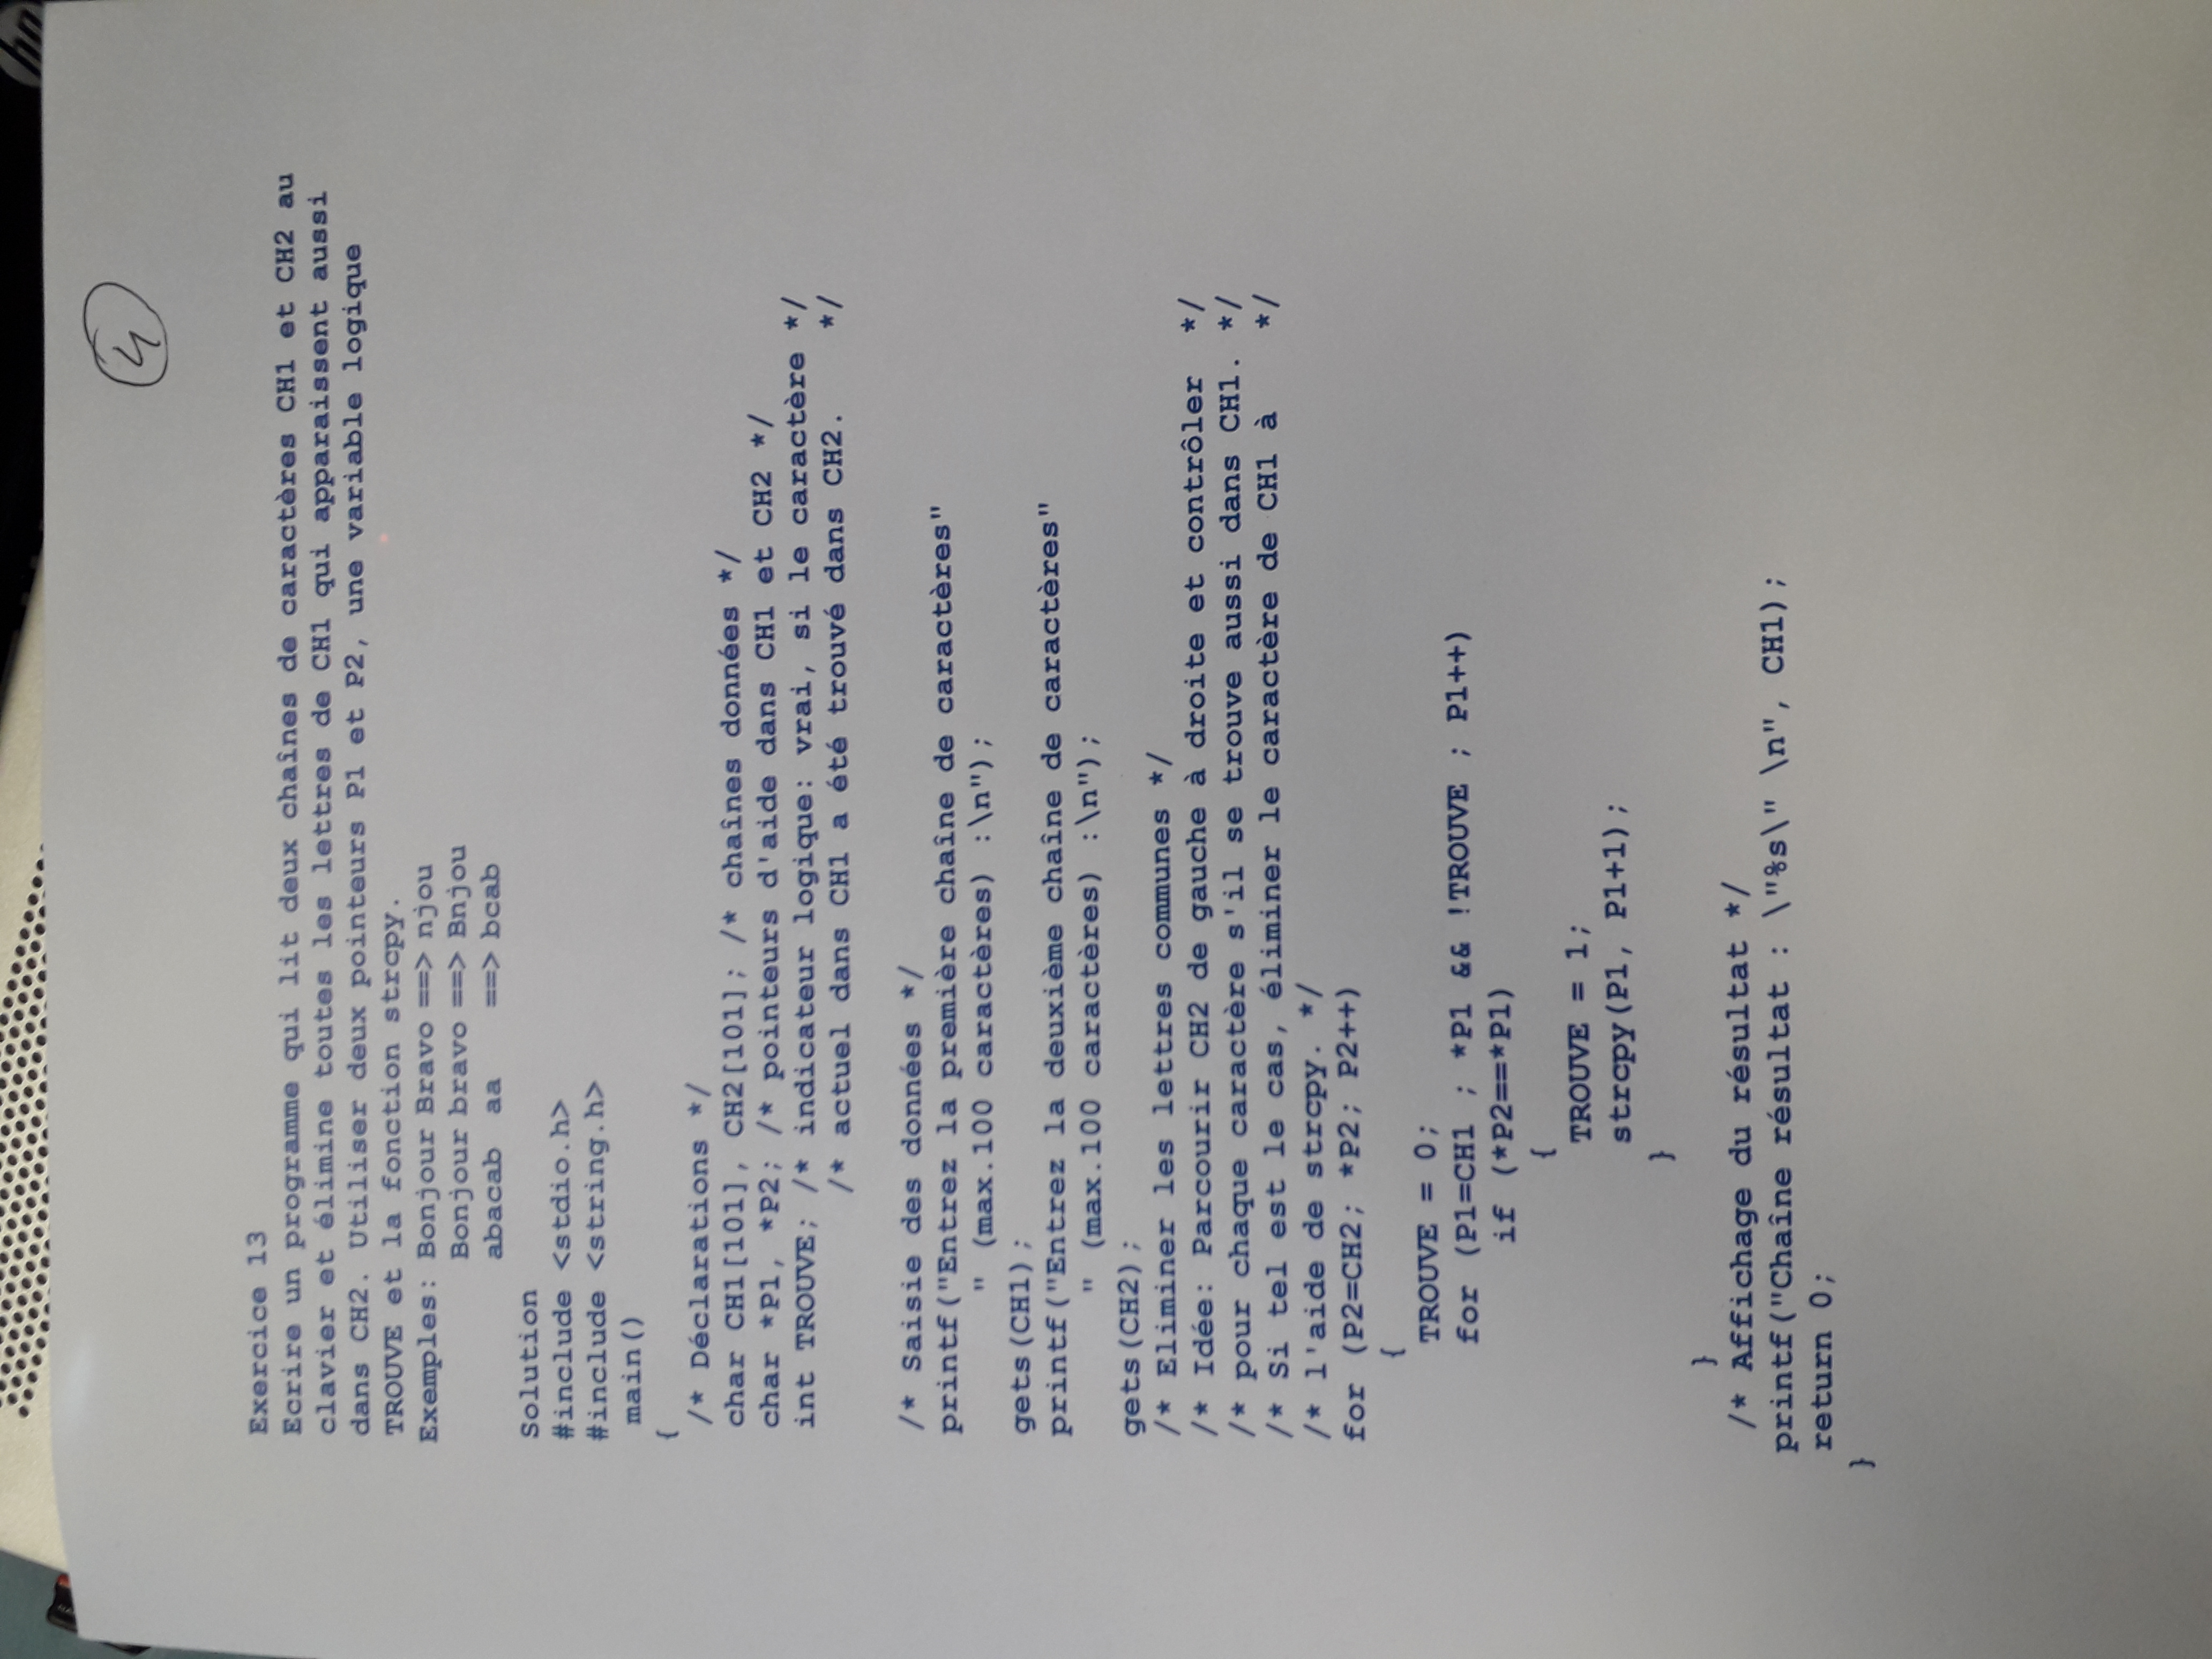 hp
4
Exercice 13
Ecrire un programme qui lit deux chaînes de caractères CH1 et CH2 au
clavier et élimine toutes les lettres de CH1 qui apparaissent aussi
dans CH2. Utiliser deux pointeurs P1 et P2, une variable logique
TROUVE et la fonction strcpy.
Exemples: Bonjour Bravo ==> njou
Bonjour bravo ==> Bnjou
abacab aa ==> bcab
Solution
#include <stdio.h>
#include <string.h>
main()
{
/* Déclarations */
char CH1[101], CH2[101]; /* chaînes données */
char *P1, *P2; /* pointeurs d'aide dans CH1 et CH2 */
int TROUVE; /* indicateur logique: vrai, si le caractère */
/* actuel dans CH1 a été trouvé dans CH2. */
/* Saisie des données */
printf("Entrez la première chaîne de caractères"
" (max.100 caractères) :\n");
gets(CH1);
printf("Entrez la deuxième chaîne de caractères"
" (max.100 caractères) :\n");
gets(CH2);
/* Eliminer les lettres communes */
/* Idée: Parcourir CH2 de gauche à droite et contrôler */
/* pour chaque caractère s'il se trouve aussi dans CH1. */
/* Si tel est le cas, éliminer le caractère de CH1 à */
/* l'aide de strcpy. */
for (P2=CH2; *P2; P2++)
{
TROUVE = 0;
for (P1=CH1 ; *P1 && !TROUVE ; P1++)
if (*P2==*P1)
{
TROUVE = 1;
strcpy(P1, P1+1);
}
}
/* Affichage du résultat */
printf("Chaîne résultat : \"%s\" \n", CH1);
return 0;
}